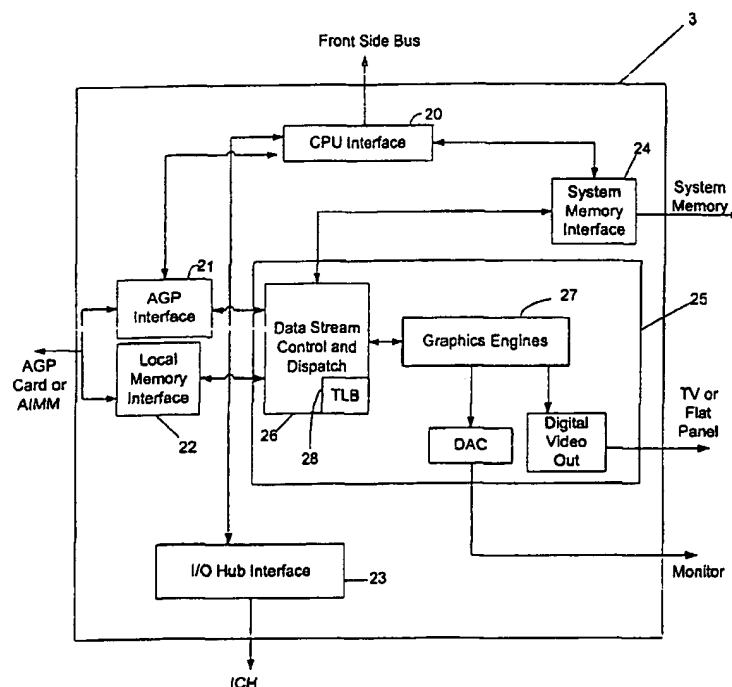 3
Front Side Bus
20
CPU Interface
24
System
Memory
Interface
System
Memory
21
AGP
Interface
Local
Memory
Interface
22
AGP
Card or
AIMM
25
27
Data Stream
Control and
Dispatch
TLB
26
28
Graphics Engines
DAC
Digital
Video
Out
TV or
Flat
Panel
I/O Hub Interface
23
Monitor
ICH